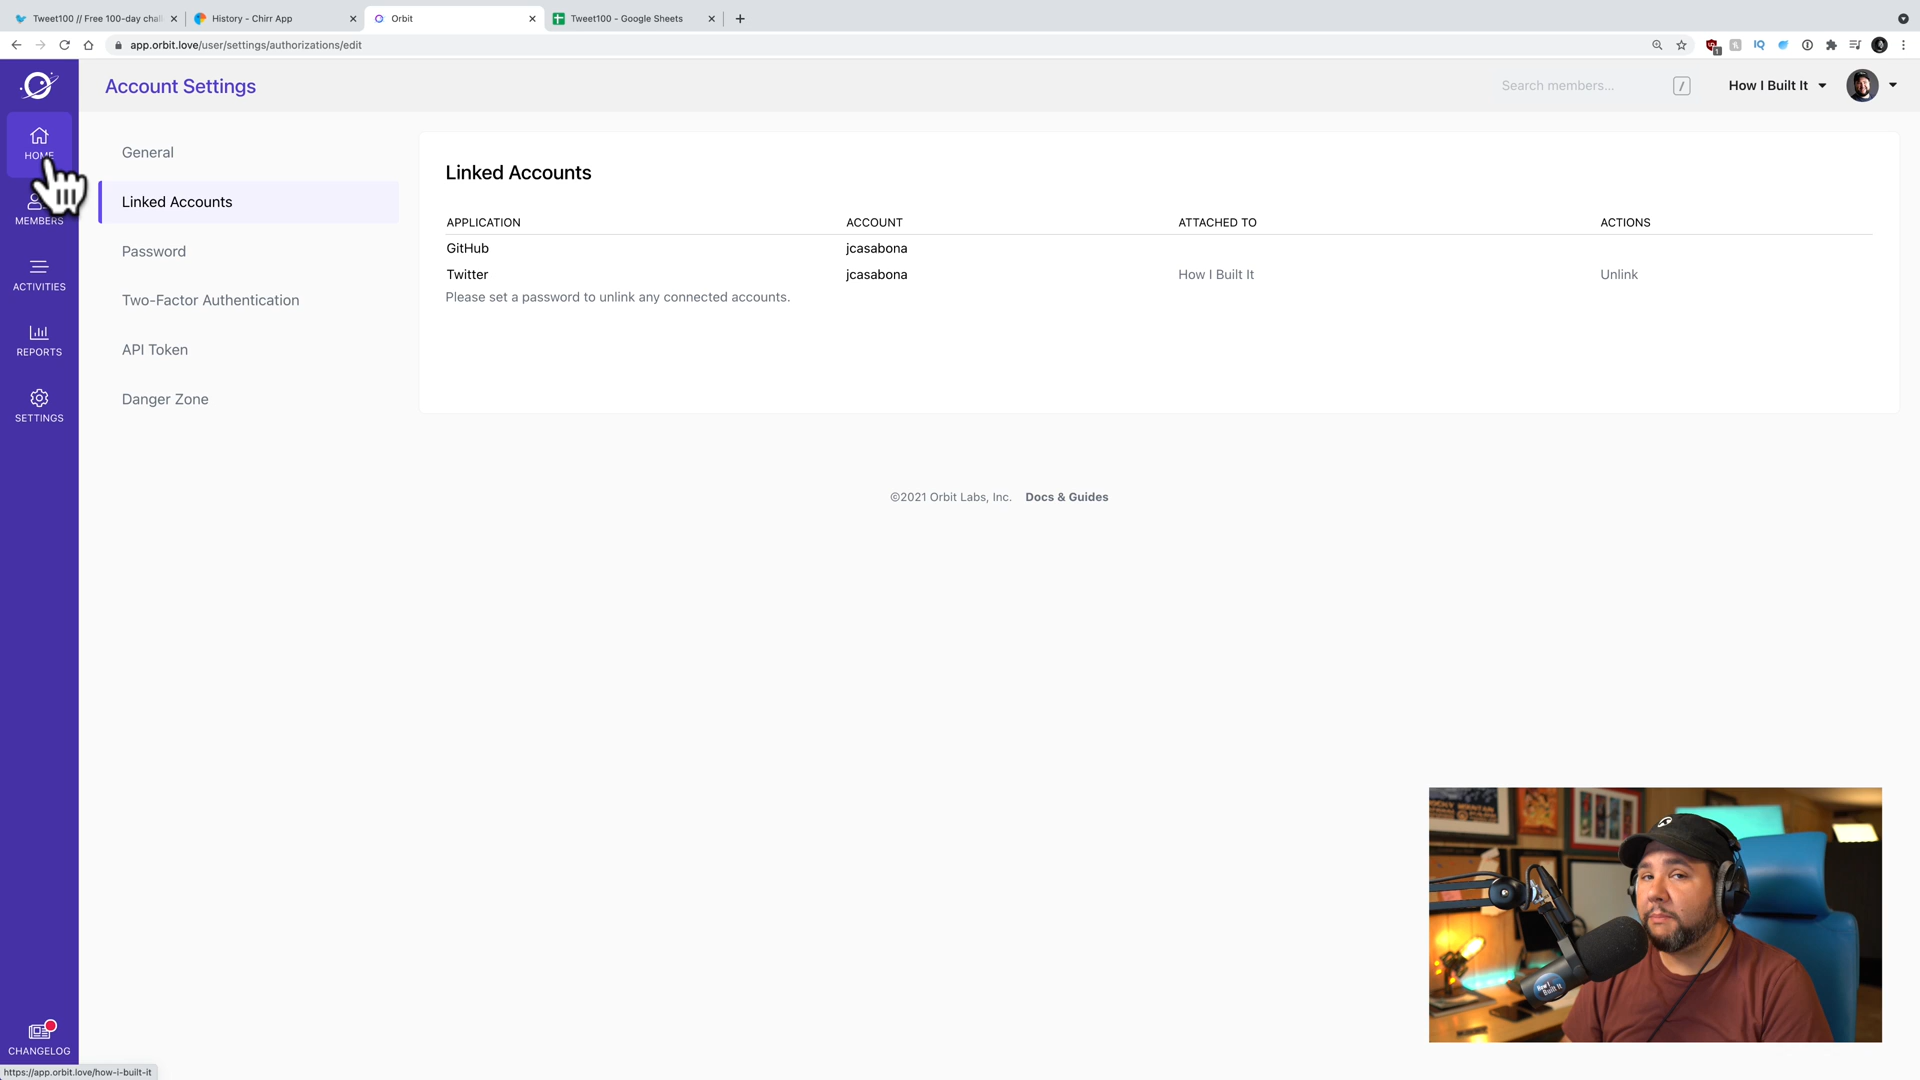 Tweet100 // Free 100-day chal
History - Chirr App
Orbit
Tweet100 - Google Sheets
app.orbit.love/user/settings/authorizations/edit
Account Settings
Search members...
/
How I Built It
HOME
MEMBERS
ACTIVITIES
REPORTS
SETTINGS
CHANGELOG
General
Linked Accounts
Password
Two-Factor Authentication
API Token
Danger Zone
Linked Accounts
APPLICATION ACCOUNT ATTACHED TO ACTIONS
GitHub jcasabona
Twitter jcasabona How I Built It Unlink
Please set a password to unlink any connected accounts.
©2021 Orbit Labs, Inc. Docs & Guides
How I
Built It
https://app.orbit.love/how-i-built-it